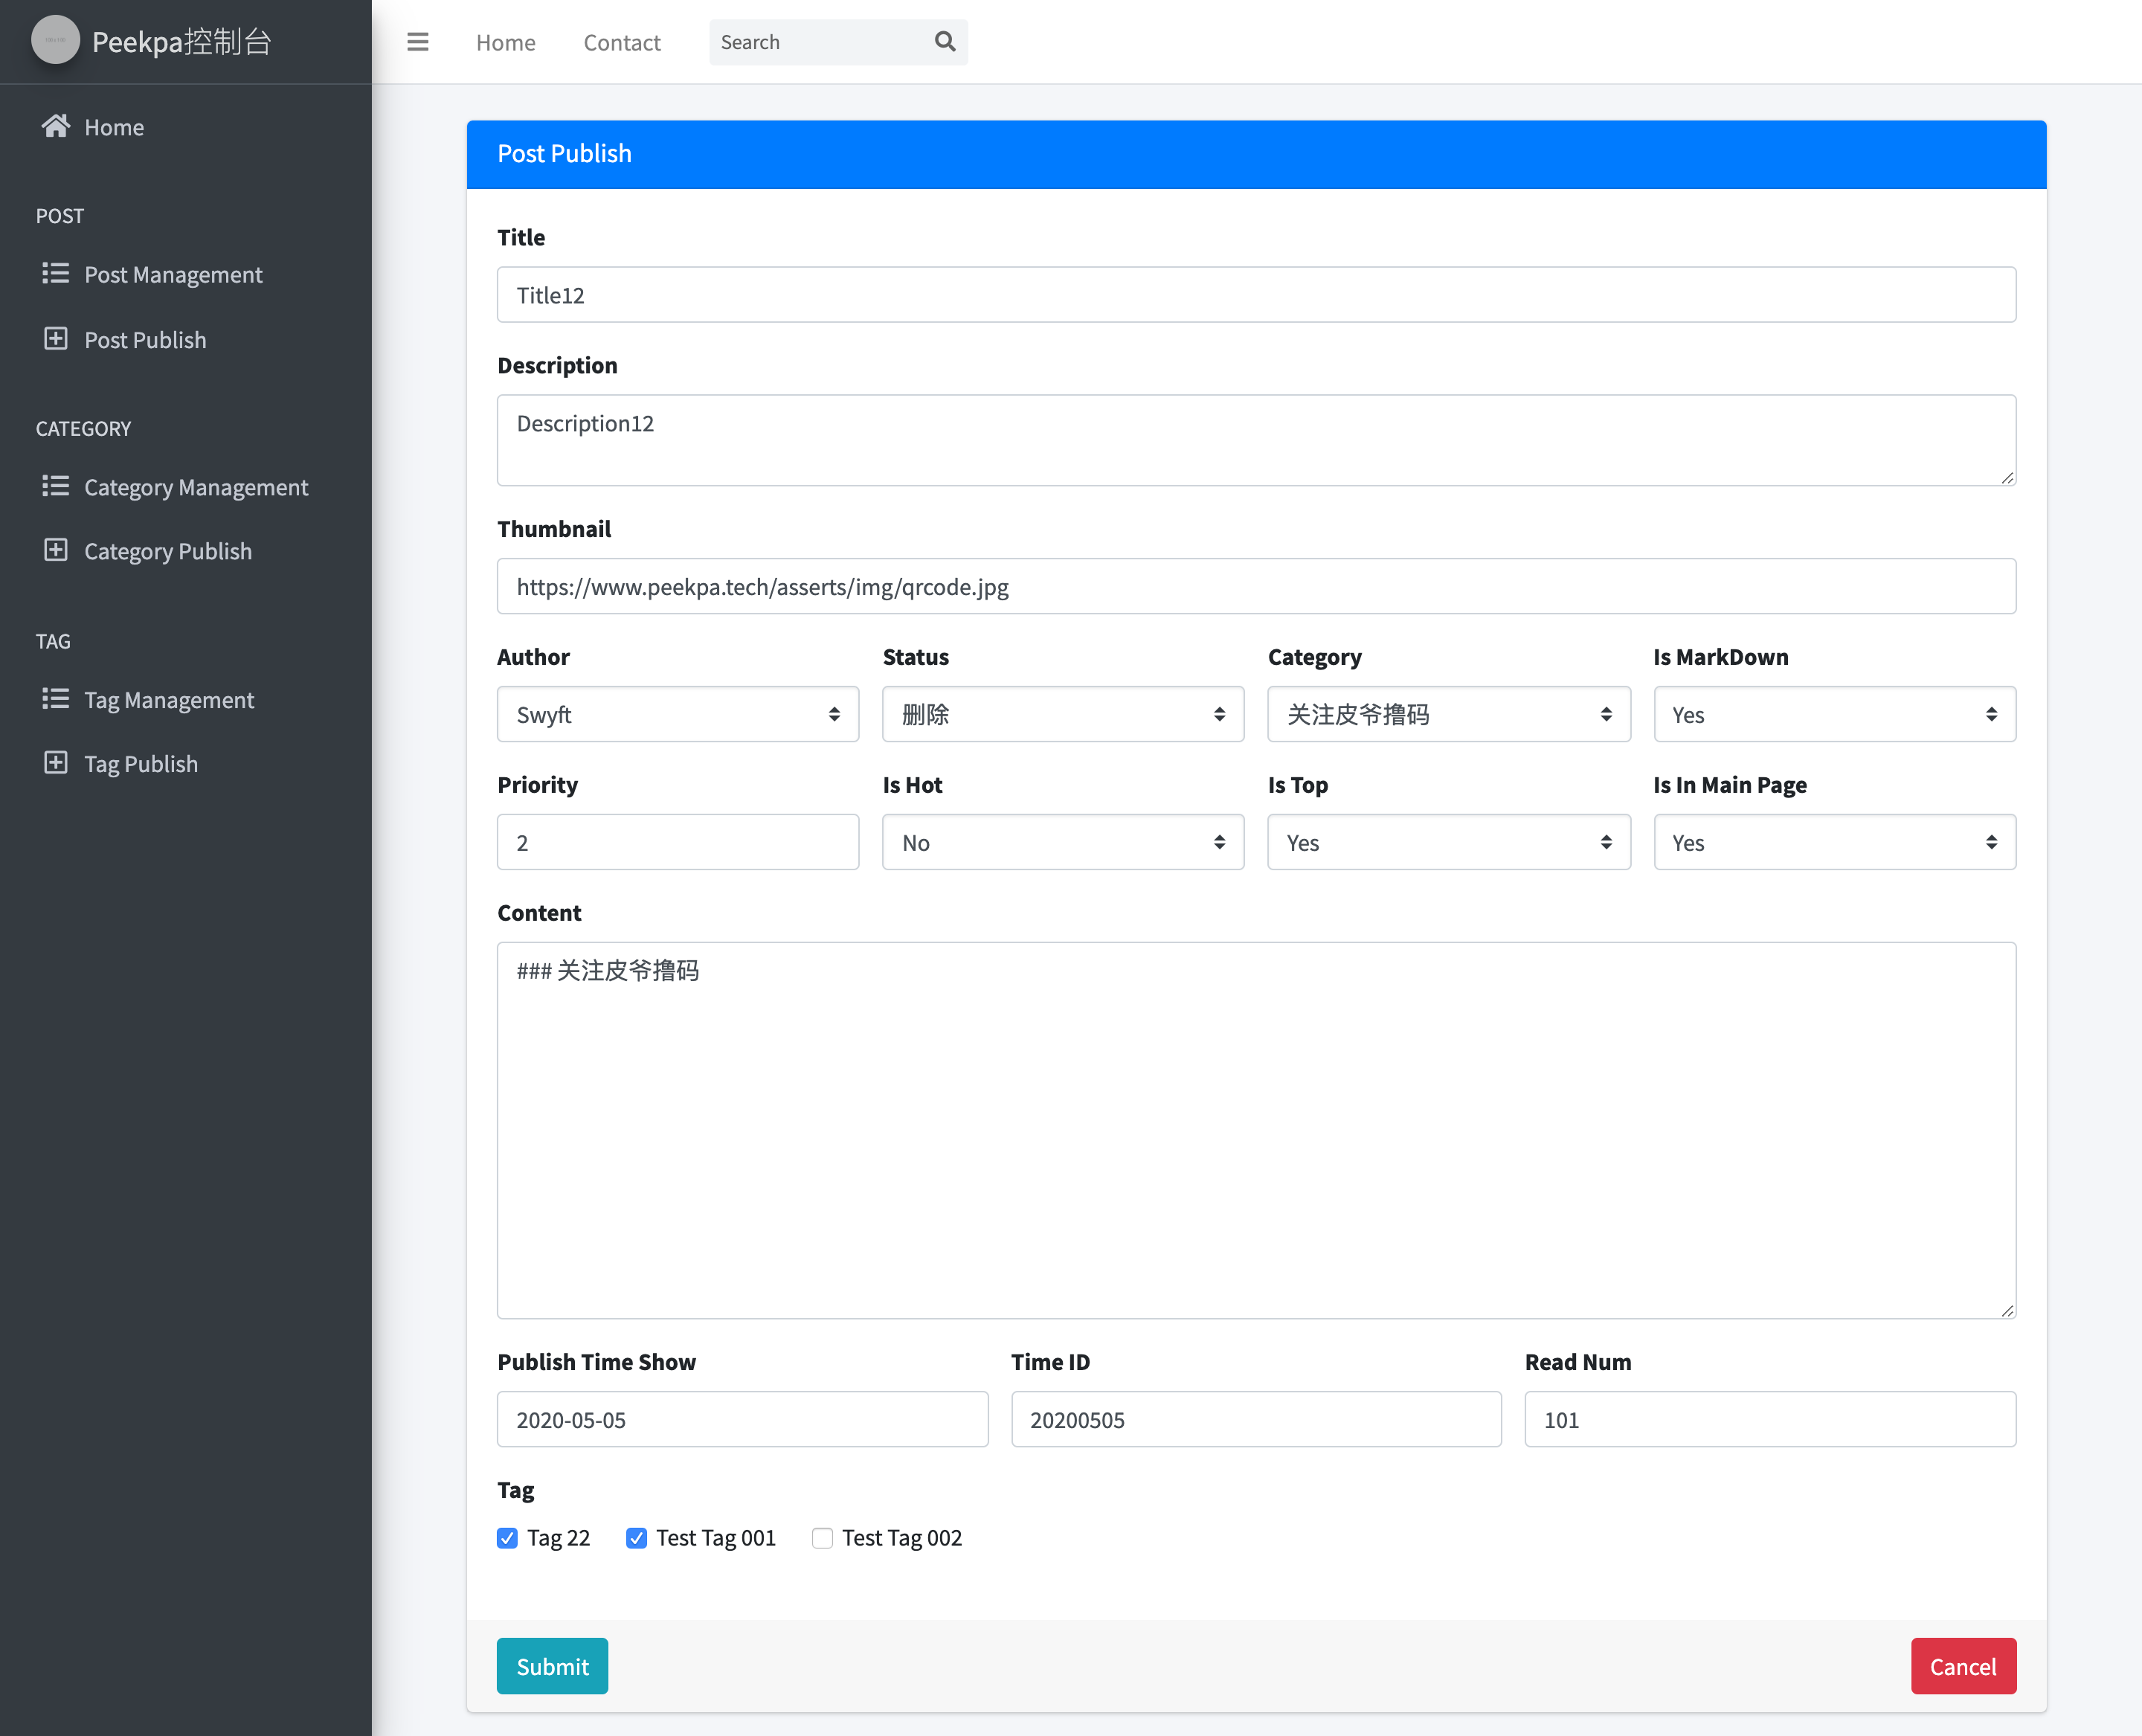 Peekpa控制台
Home
POST
Post Management
Post Publish
CATEGORY
Category Management
Category Publish
TAG
Tag Management
Tag Publish
Home Contact Search
Post Publish
Title
Title12
Description
Description12
Thumbnail
https://www.peekpa.tech/asserts/img/qrcode.jpg
Author Status Category Is MarkDown
Swyft 删除 关注皮爷撸码 Yes
Priority Is Hot Is Top Is In Main Page
2 No Yes Yes
Content
### 关注皮爷撸码
Publish Time Show Time ID Read Num
2020-05-05 20200505 101
Tag
Tag 22 Test Tag 001 Test Tag 002
Submit Cancel